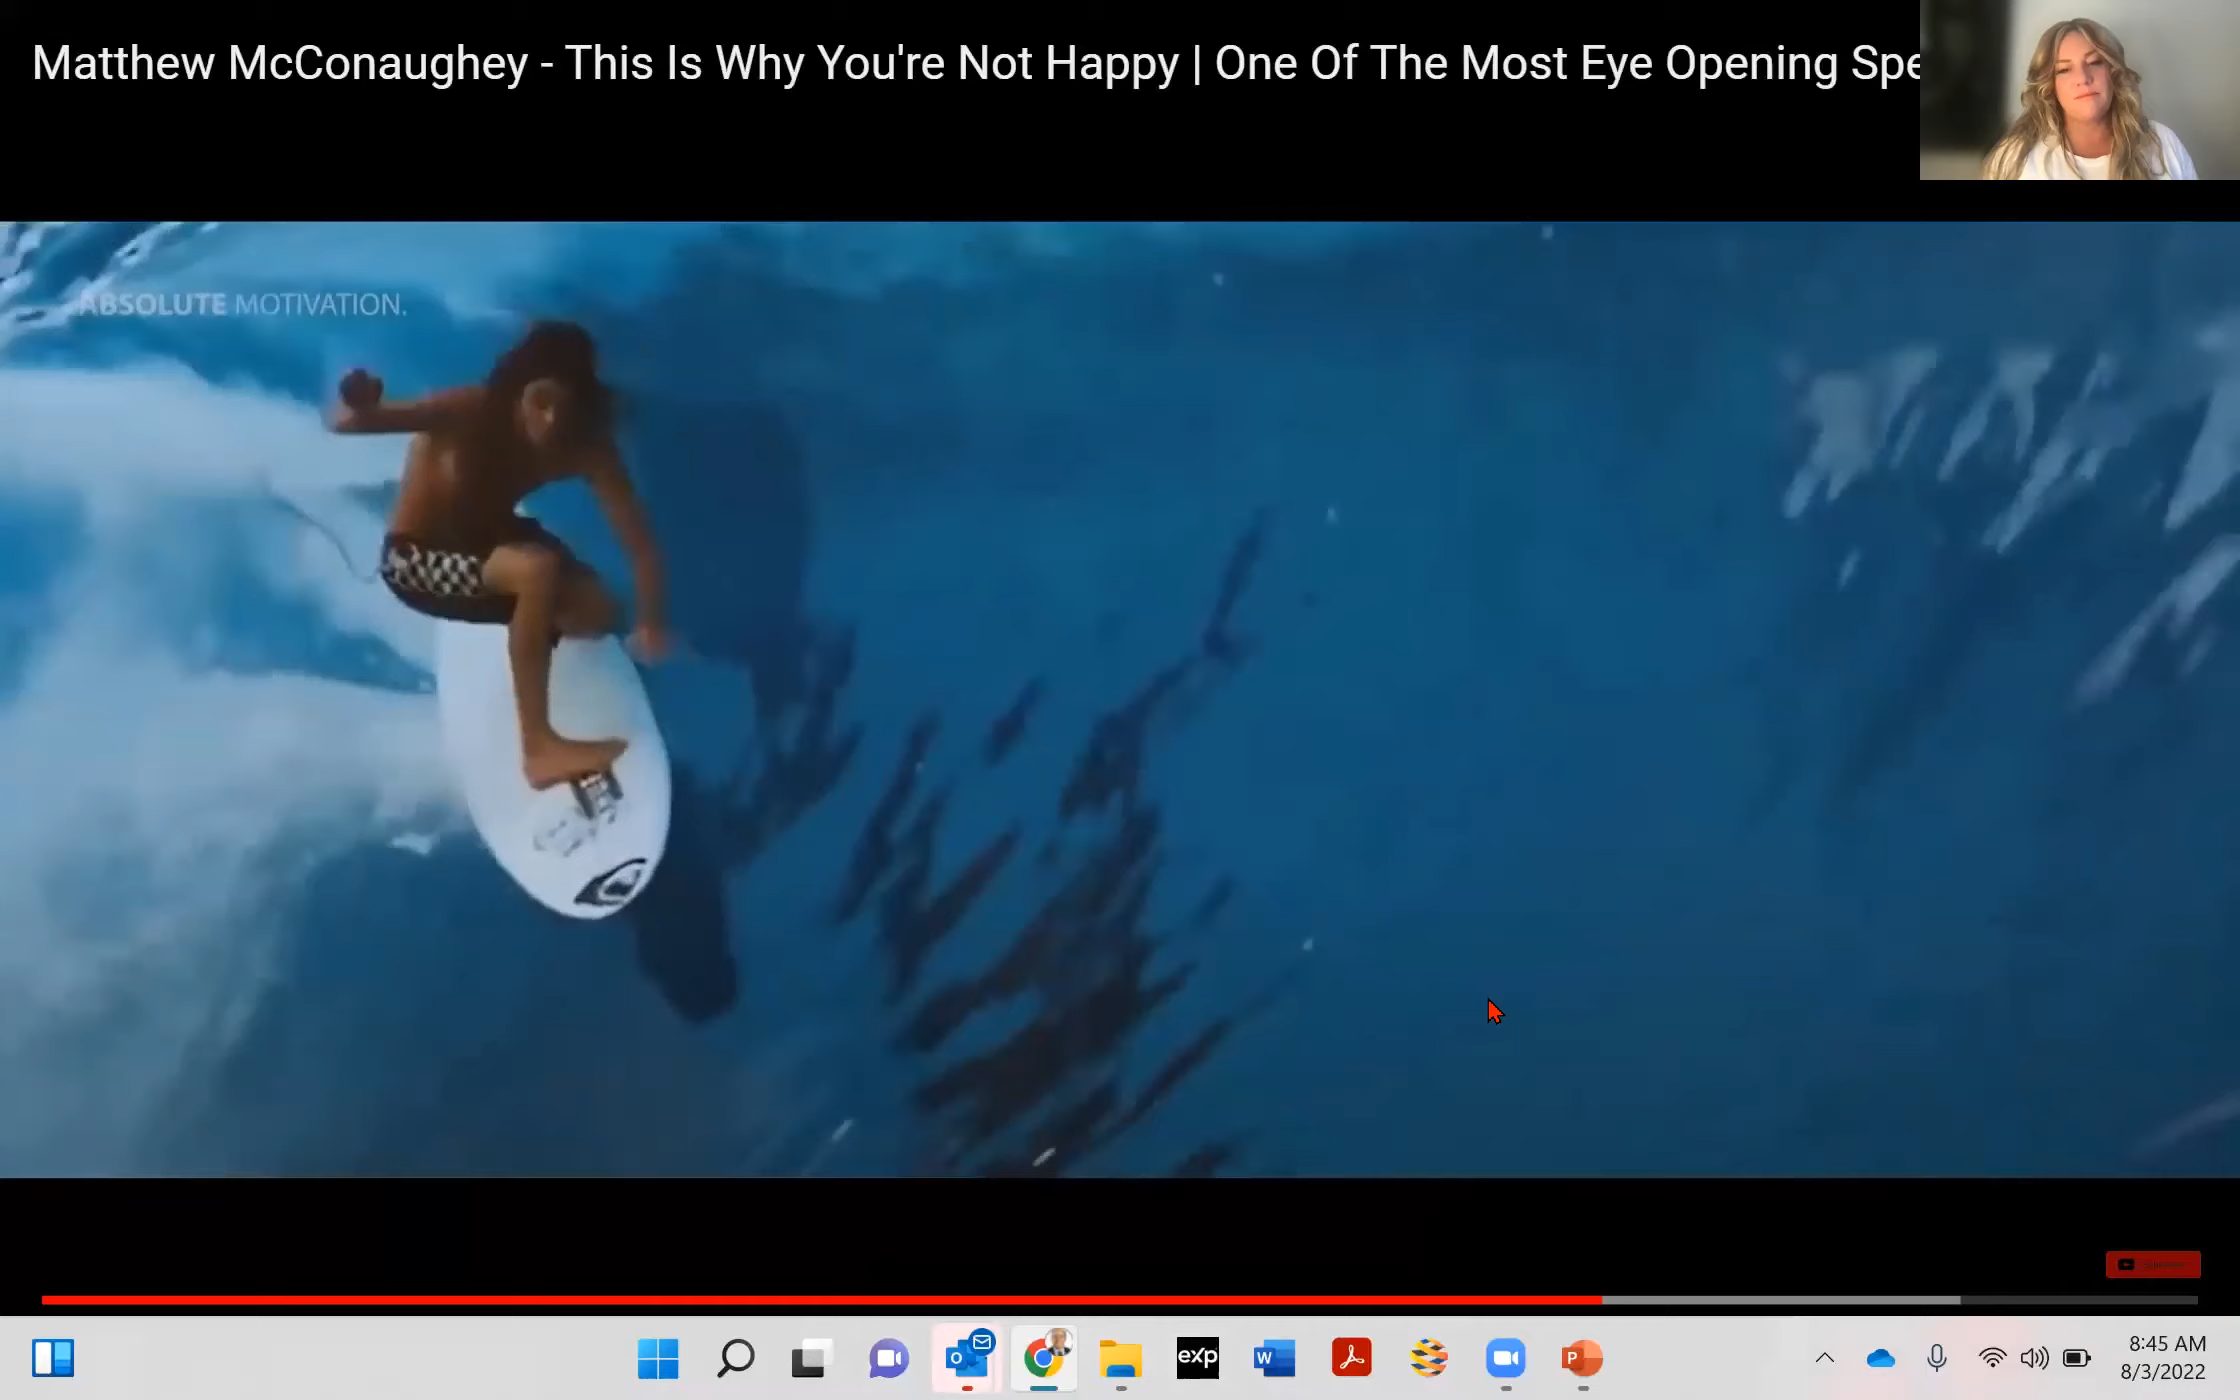 Matthew McConaughey - This Is Why You're Not Happy | One Of The Most Eye Opening Spe
ABSOLUTE MOTIVATION.
exp
8:45 AM
8/3/2022